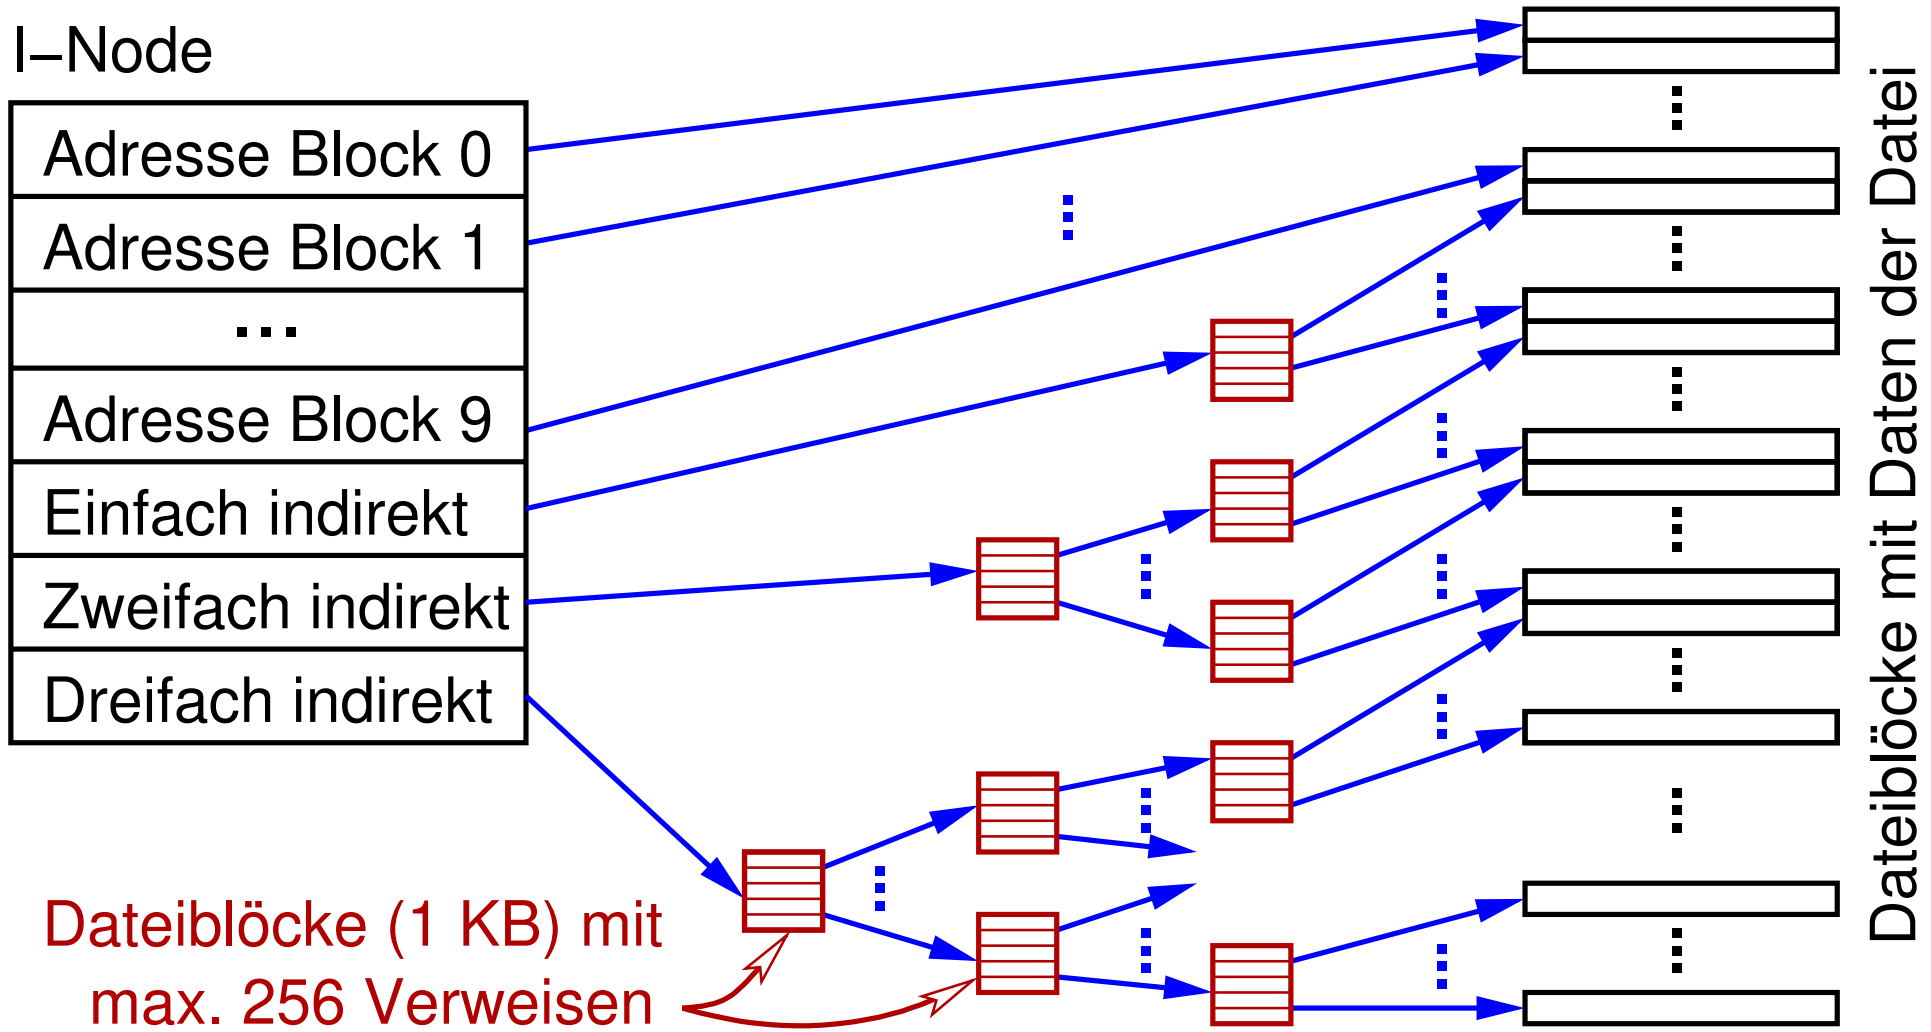 I–Node
Adresse Block 0
Adresse Block 1
...
Adresse Block 9
Einfach indirekt
Zweifach indirekt
Dreifach indirekt
Dateiblöcke (1 KB) mit
max. 256 Verweisen
Dateiblöcke mit Daten der Datei